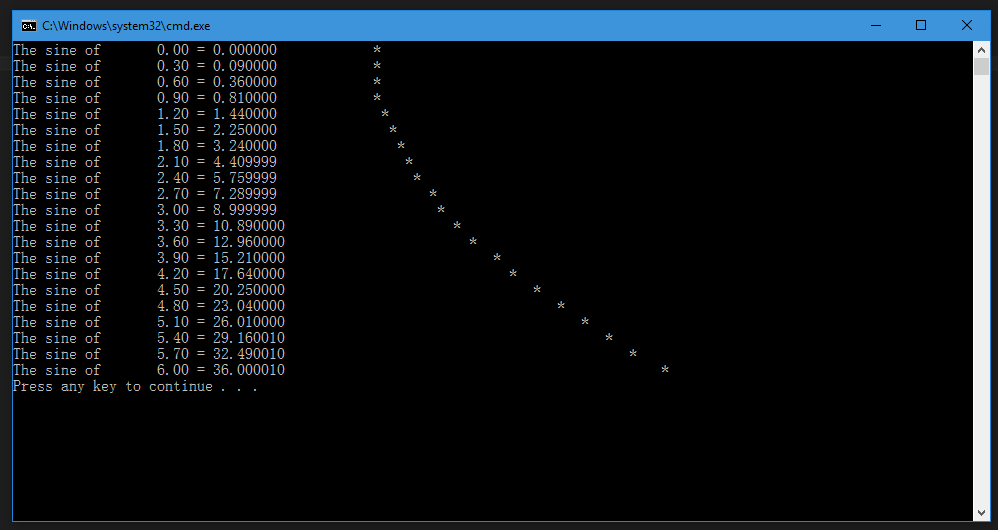 C:\Windows\system32\cmd.exe
The sine of       0.00 = 0.000000            *
The sine of       0.30 = 0.090000            *
The sine of       0.60 = 0.360000            *
The sine of       0.90 = 0.810000            *
The sine of       1.20 = 1.440000             *
The sine of       1.50 = 2.250000              *
The sine of       1.80 = 3.240000               *
The sine of       2.10 = 4.409999                *
The sine of       2.40 = 5.759999                 *
The sine of       2.70 = 7.289999                   *
The sine of       3.00 = 8.999999                    *
The sine of       3.30 = 10.890000                     *
The sine of       3.60 = 12.960000                       *
The sine of       3.90 = 15.210000                          *
The sine of       4.20 = 17.640000                            *
The sine of       4.50 = 20.250000                               *
The sine of       4.80 = 23.040000                                  *
The sine of       5.10 = 26.010000                                     *
The sine of       5.40 = 29.160010                                        *
The sine of       5.70 = 32.490010                                           *
The sine of       6.00 = 36.000010                                               *
Press any key to continue . . .